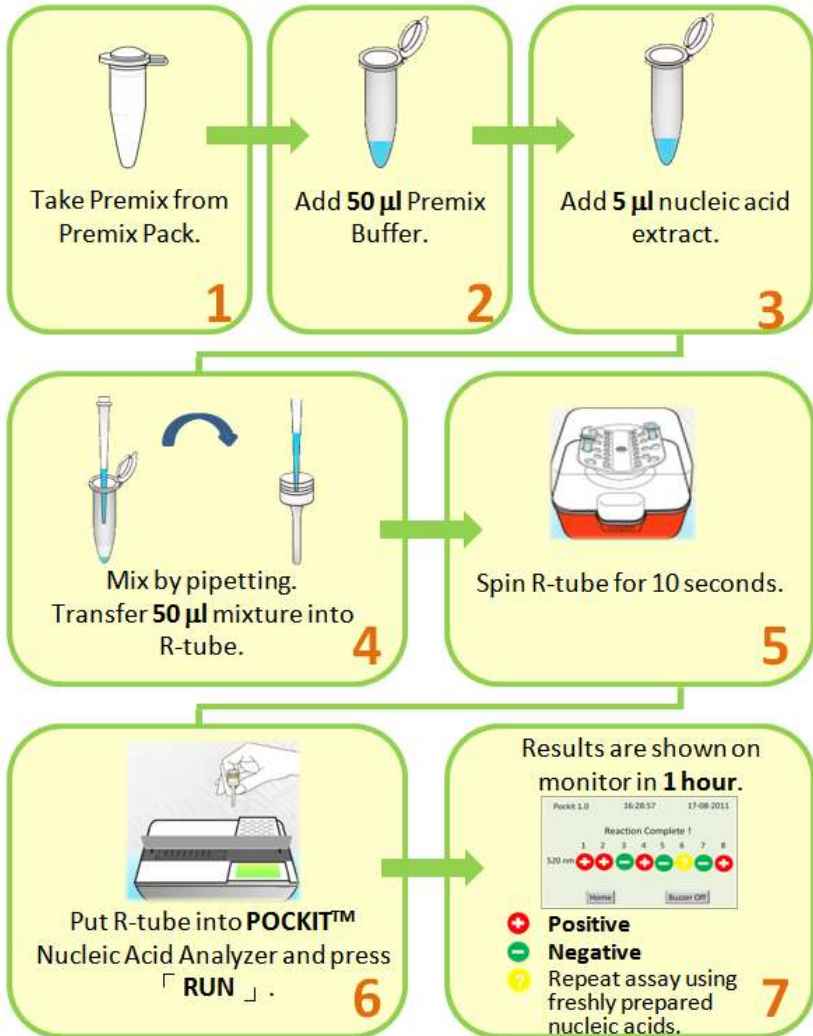 Take Premix from
Premix Pack.
1
Add 50 µl Premix
Buffer.
2
Add 5 µl nucleic acid
extract.
3
Mix by pipetting.
Transfer 50 µl mixture into
R-tube.
4
Spin R-tube for 10 seconds.
5
Put R-tube into POCKIT™
Nucleic Acid Analyzer and press
「 RUN 」.
6
Results are shown on
monitor in 1 hour.
Pockit 1.0 16:28:57 17-08-2011
Reaction Complete !
1 2 3 4 5 6 7 8
520 nm + + − + − ? − +
Home Buzzer Off
+ Positive
− Negative
? Repeat assay using
freshly prepared
nucleic acids.
7